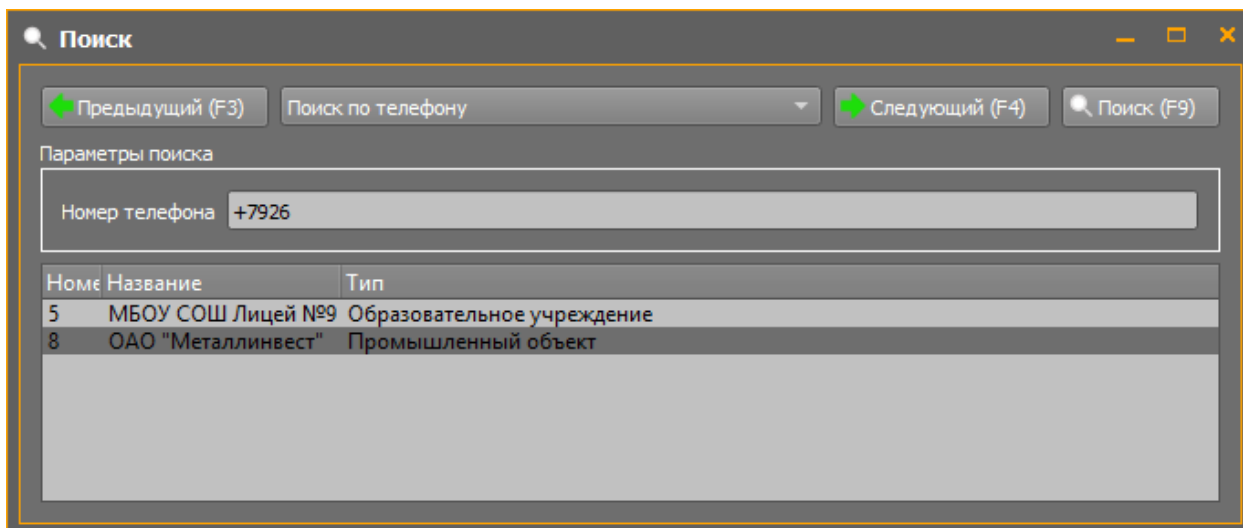 Поиск
Предыдущий (F3) Поиск по телефону Следующий (F4) Поиск (F9)
Параметры поиска
Номер телефона +7926
Номе Название Тип
5 МБОУ СОШ Лицей №9 Образовательное учреждение
8 ОАО "Металлинвест" Промышленный объект